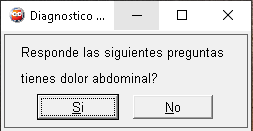 Diagnostico ...
Responde las siguientes preguntas
tienes dolor abdominal?
Si
No